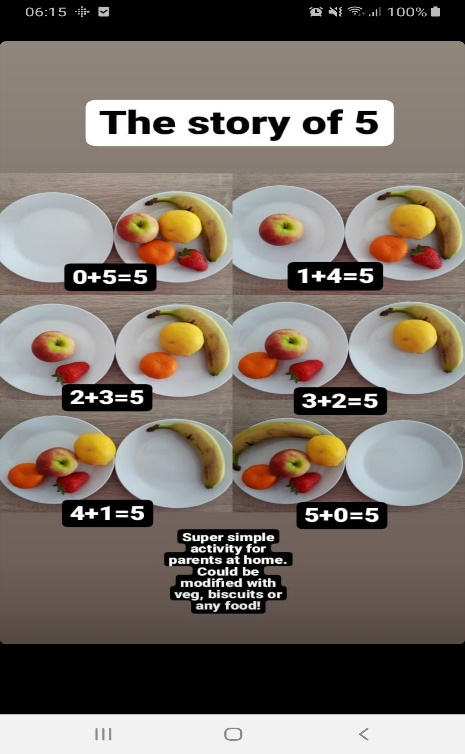 06:15
100%
The story of 5
0+5=5
1+4=5
2+3=5
3+2=5
4+1=5
5+0=5
Super simple
activity for
parents at home.
Could be
modified with
veg, biscuits or
any food!